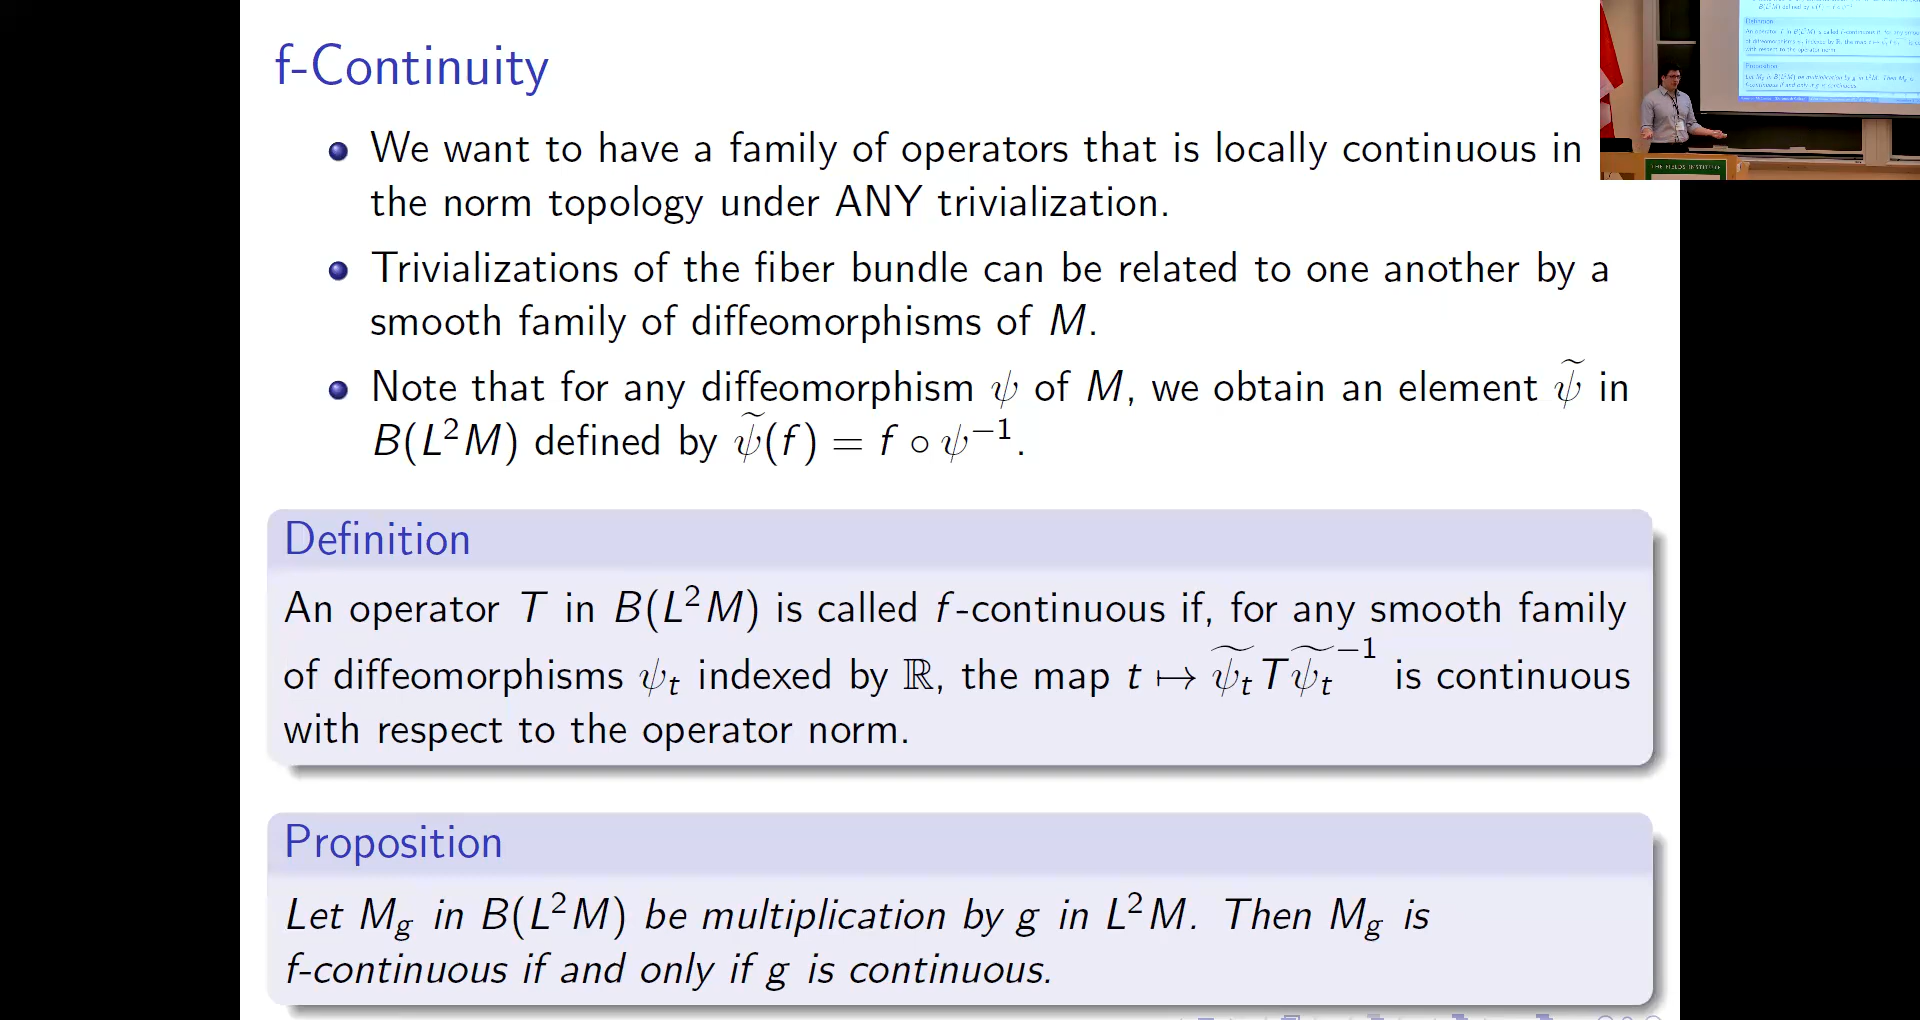 f-Continuity
We want to have a family of operators that is locally continuous in
the norm topology under ANY trivialization.
Trivializations of the fiber bundle can be related to one another by a
smooth family of diffeomorphisms of M.
Note that for any diffeomorphism ψ of M, we obtain an element ψ̃ in
B(L²M) defined by ψ̃(f) = f ∘ ψ⁻¹.
Definition
An operator T in B(L²M) is called f-continuous if, for any smooth family
of diffeomorphisms ψₜ indexed by ℝ, the map t ↦ ψ̃ₜTψ̃ₜ⁻¹ is continuous
with respect to the operator norm.
Proposition
Let M_g in B(L²M) be multiplication by g in L²M. Then M_g is
f-continuous if and only if g is continuous.
THE FIELDS INSTITUTE